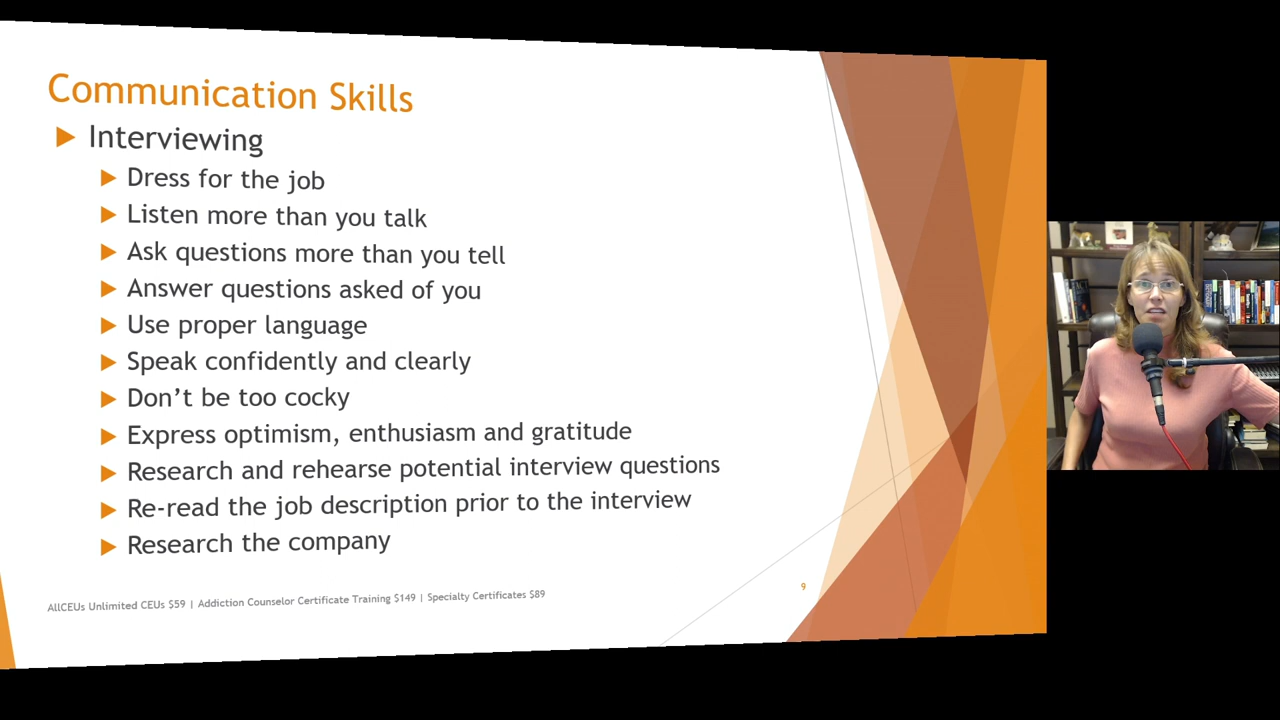 Communication Skills
Interviewing
Dress for the job
Listen more than you talk
Ask questions more than you tell
Answer questions asked of you
Use proper language
Speak confidently and clearly
Don’t be too cocky
Express optimism, enthusiasm and gratitude
Research and rehearse potential interview questions
Re-read the job description prior to the interview
Research the company
AllCEUs Unlimited CEUs $59 | Addiction Counselor Certificate Training $149 | Specialty Certificates $89
9